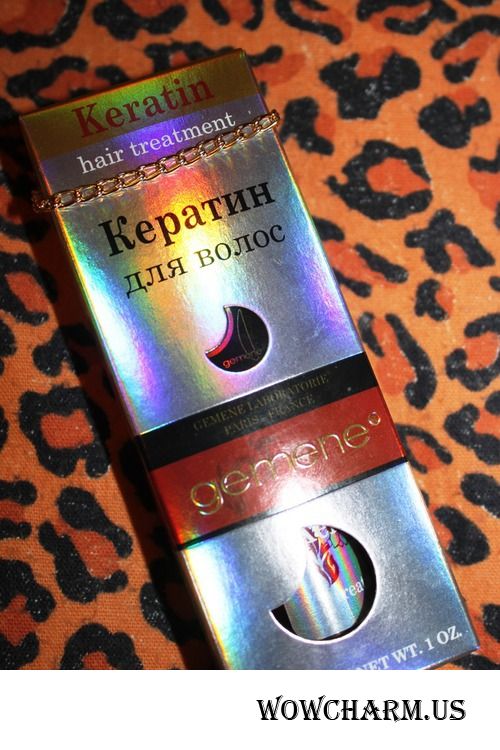 Keratin
hair treatment
Кератин
для волос
gemene
GEMENE LABORATORIE
PARIS - FRANCE
gemene
NET WT. 1 OZ.
WOWCHARM.US